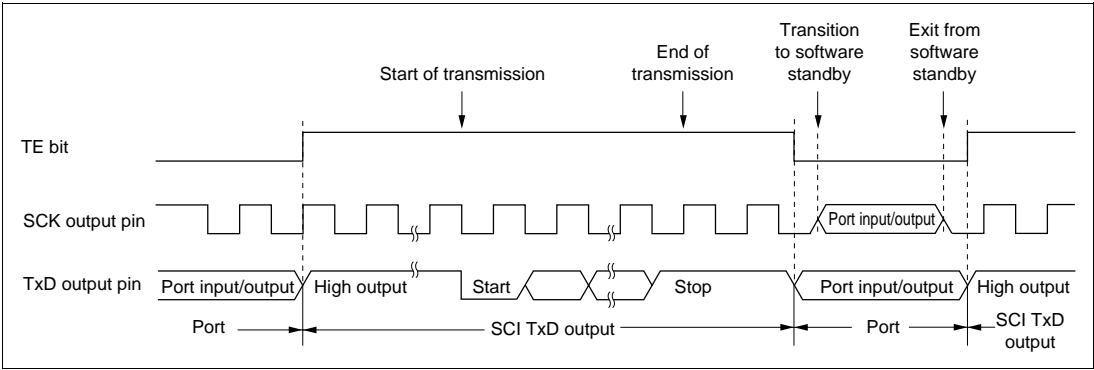 Start of transmission
End of
transmission
Transition
to software
standby
Exit from
software
standby
TE bit
SCK output pin
Port input/output
TxD output pin
Port input/output
High output
Start
Stop
Port input/output
High output
Port
SCI TxD output
Port
SCI TxD
output